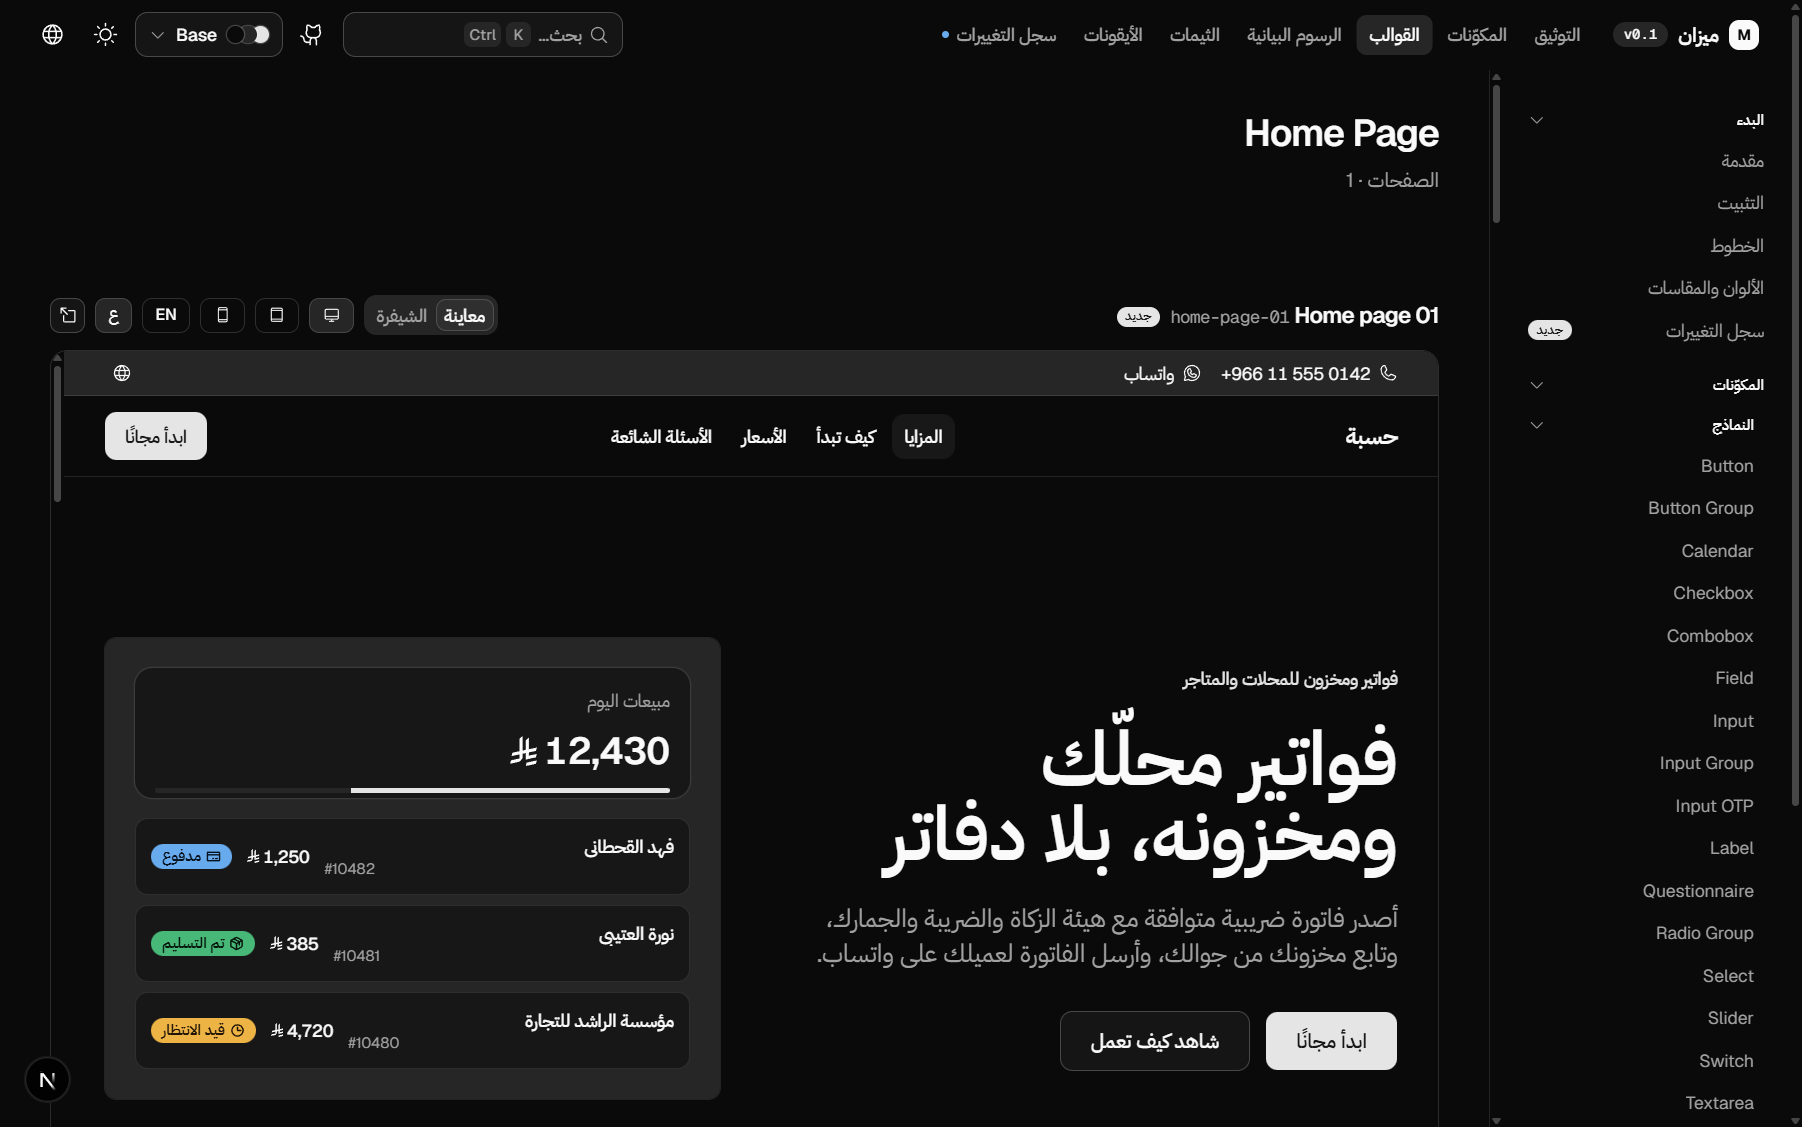 M ميزان v0.1 التوثيق المكوّنات القوالب الرسوم البيانية الثيمات الأيقونات سجل التغييرات
بحث... K Ctrl
Base
البدء
مقدمة
التثبيت
الخطوط
الألوان والمقاسات
سجل التغييرات جديد
المكوّنات
النماذج
Button
Button Group
Calendar
Checkbox
Combobox
Field
Input
Input Group
Input OTP
Label
Questionnaire
Radio Group
Select
Slider
Switch
Textarea
Home Page
الصفحات · 1
Home page 01 home-page-01 جديد
معاينة الشيفرة EN ع
+966 11 555 0142 واتساب
حسبة المزايا كيف تبدأ الأسعار الأسئلة الشائعة ابدأ مجانًا
فواتير ومخزون للمحلات والمتاجر
فواتير محلّك
ومخزونه، بلا دفاتر
أصدر فاتورة ضريبية متوافقة مع هيئة الزكاة والضريبة والجمارك،
وتابع مخزونك من جوالك، وأرسل الفاتورة لعميلك على واتساب.
ابدأ مجانًا شاهد كيف تعمل
مبيعات اليوم
12,430 ⃁
فهد القحطاني #10482 1,250 ⃁ مدفوع
نورة العتيبي #10481 385 ⃁ تم التسليم
مؤسسة الراشد للتجارة #10480 4,720 ⃁ قيد الانتظار
N